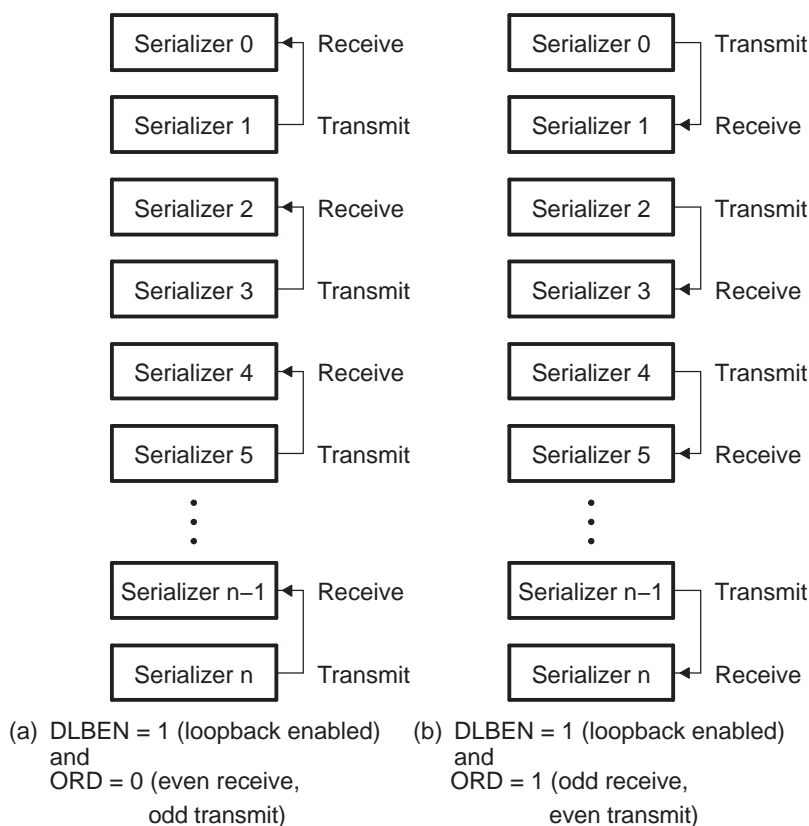 Serializer 0 Receive
Serializer 1 Transmit
Serializer 2 Receive
Serializer 3 Transmit
Serializer 4 Receive
Serializer 5 Transmit
Serializer n–1 Receive
Serializer n Transmit
(a) DLBEN = 1 (loopback enabled)
and
ORD = 0 (even receive,
odd transmit)
Serializer 0 Transmit
Serializer 1 Receive
Serializer 2 Transmit
Serializer 3 Receive
Serializer 4 Transmit
Serializer 5 Receive
Serializer n–1 Transmit
Serializer n Receive
(b) DLBEN = 1 (loopback enabled)
and
ORD = 1 (odd receive,
even transmit)